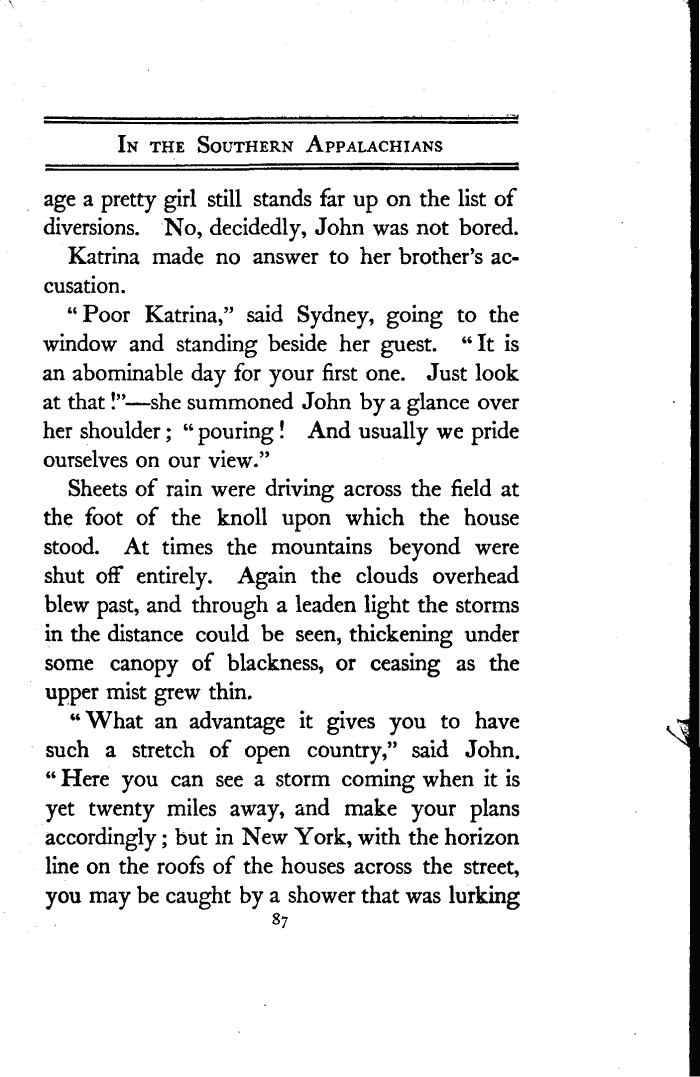 In the Southern Appalachians
age a pretty girl still stands far up on the list of
diversions. No, decidedly, John was not bored.
Katrina made no answer to her brother's ac-
cusation.
“Poor Katrina,” said Sydney, going to the
window and standing beside her guest. “It is
an abominable day for your first one. Just look
at that!”—she summoned John by a glance over
her shoulder; “pouring! And usually we pride
ourselves on our view.”
Sheets of rain were driving across the field at
the foot of the knoll upon which the house
stood. At times the mountains beyond were
shut off entirely. Again the clouds overhead
blew past, and through a leaden light the storms
in the distance could be seen, thickening under
some canopy of blackness, or ceasing as the
upper mist grew thin.
“What an advantage it gives you to have
such a stretch of open country,” said John.
“Here you can see a storm coming when it is
yet twenty miles away, and make your plans
accordingly; but in New York, with the horizon
line on the roofs of the houses across the street,
you may be caught by a shower that was lurking
87